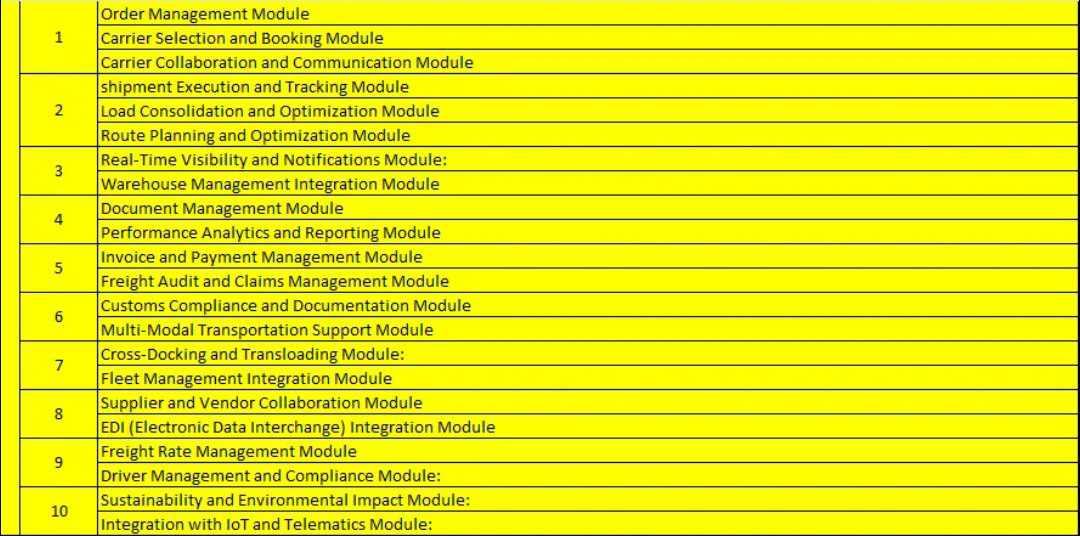 1
Order Management Module
Carrier Selection and Booking Module
Carrier Collaboration and Communication Module
2
shipment Execution and Tracking Module
Load Consolidation and Optimization Module
Route Planning and Optimization Module
3
Real-Time Visibility and Notifications Module:
Warehouse Management Integration Module
4
Document Management Module
Performance Analytics and Reporting Module
5
Invoice and Payment Management Module
Freight Audit and Claims Management Module
6
Customs Compliance and Documentation Module
Multi-Modal Transportation Support Module
7
Cross-Docking and Transloading Module:
Fleet Management Integration Module
8
Supplier and Vendor Collaboration Module
EDI (Electronic Data Interchange) Integration Module
9
Freight Rate Management Module
Driver Management and Compliance Module:
10
Sustainability and Environmental Impact Module:
Integration with IoT and Telematics Module: